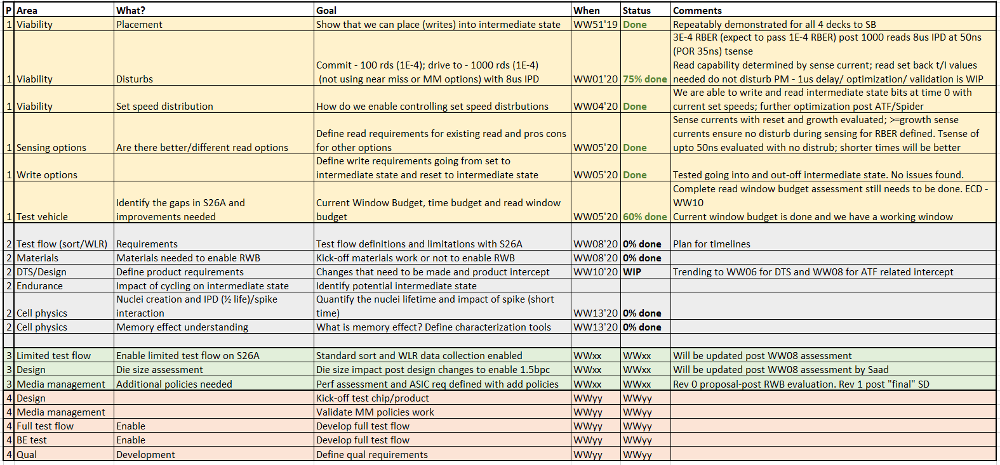 P Area What? Goal When Status Comments
1 Viability Placement Show that we can place (writes) into intermediate state WW51'19 Done Repeatably demonstrated for all 4 decks to SB
3E-4 RBER (expect to pass 1E-4 RBER) post 1000 reads 8us IPD at 50ns
(POR 35ns) tsense
Commit - 100 rds (1E-4); drive to - 1000 rds (1E-4) Read capability determined by sense current; read set back t/I values
1 Viability Disturbs (not using near miss or MM options) with 8us IPD WW01'20 75% done needed do not disturb PM - 1us delay/ optimization/ validation is WIP
We are able to write and read intermediate state bits at time 0 with
1 Viability Set speed distribution How do we enable controlling set speed distrbutions WW04'20 Done current set speeds; further optimization post ATF/Spider
Sense currents with reset and growth evaluated; >=growth sense
Define read requirements for existing read and pros cons currents ensure no disturb during sensing for RBER defined. Tsense of
1 Sensing options Are there better/different read options for other options WW05'20 Done upto 50ns evaluated with no distrub; shorter times will be better
Define write requirements going from set to
1 Write options intermediate state and reset to intermediate state WW05'20 Done Tested going into and out-off intermediate state. No issues found.
Complete read window budget assessment still needs to be done. ECD -
Identify the gaps in S26A and Current Window Budget, time budget and read window WW10
1 Test vehicle improvements needed budget WW05'20 60% done Current window budget is done and we have a working window
2 Test flow (sort/WLR) Requirements Test flow definitions and limitations with S26A WW08'20 0% done Plan for timelines
2 Materials Materials needed to enable RWB Kick-off materials work or not to enable RWB WW08'20 0% done
2 DTS/Design Define product requirements Changes that need to be made and product intercept WW10'20 WIP Trending to WW06 for DTS and WW08 for ATF related intercept
2 Endurance Impact of cycling on intermediate state Identify potential intermediate state
Nuclei creation and IPD (½ life)/spike Quantify the nuclei lifetime and impact of spike (short
2 Cell physics interaction time) WW13'20 0% done
2 Cell physics Memory effect understanding What is memory effect? Define characterization tools WW13'20 0% done
3 Limited test flow Enable limited test flow on S26A Standard sort and WLR data collection enabled WWxx WWxx Will be updated post WW08 assessment
3 Design Die size assessment Die size impact post design changes to enable 1.5bpc WWxx WWxx Will be updated post WW08 assessment by Saad
3 Media management Additional policies needed Perf assessment and ASIC req defined with add policies WWxx WWxx Rev 0 proposal-post RWB evaluation. Rev 1 post "final" SD
4 Design Kick-off test chip/product WWyy WWyy
4 Media management Validate MM policies work WWyy WWyy
4 Full test flow Enable Develop full test flow WWyy WWyy
4 BE test Enable Develop full test flow WWyy WWyy
4 Qual Development Define qual requirements WWyy WWyy